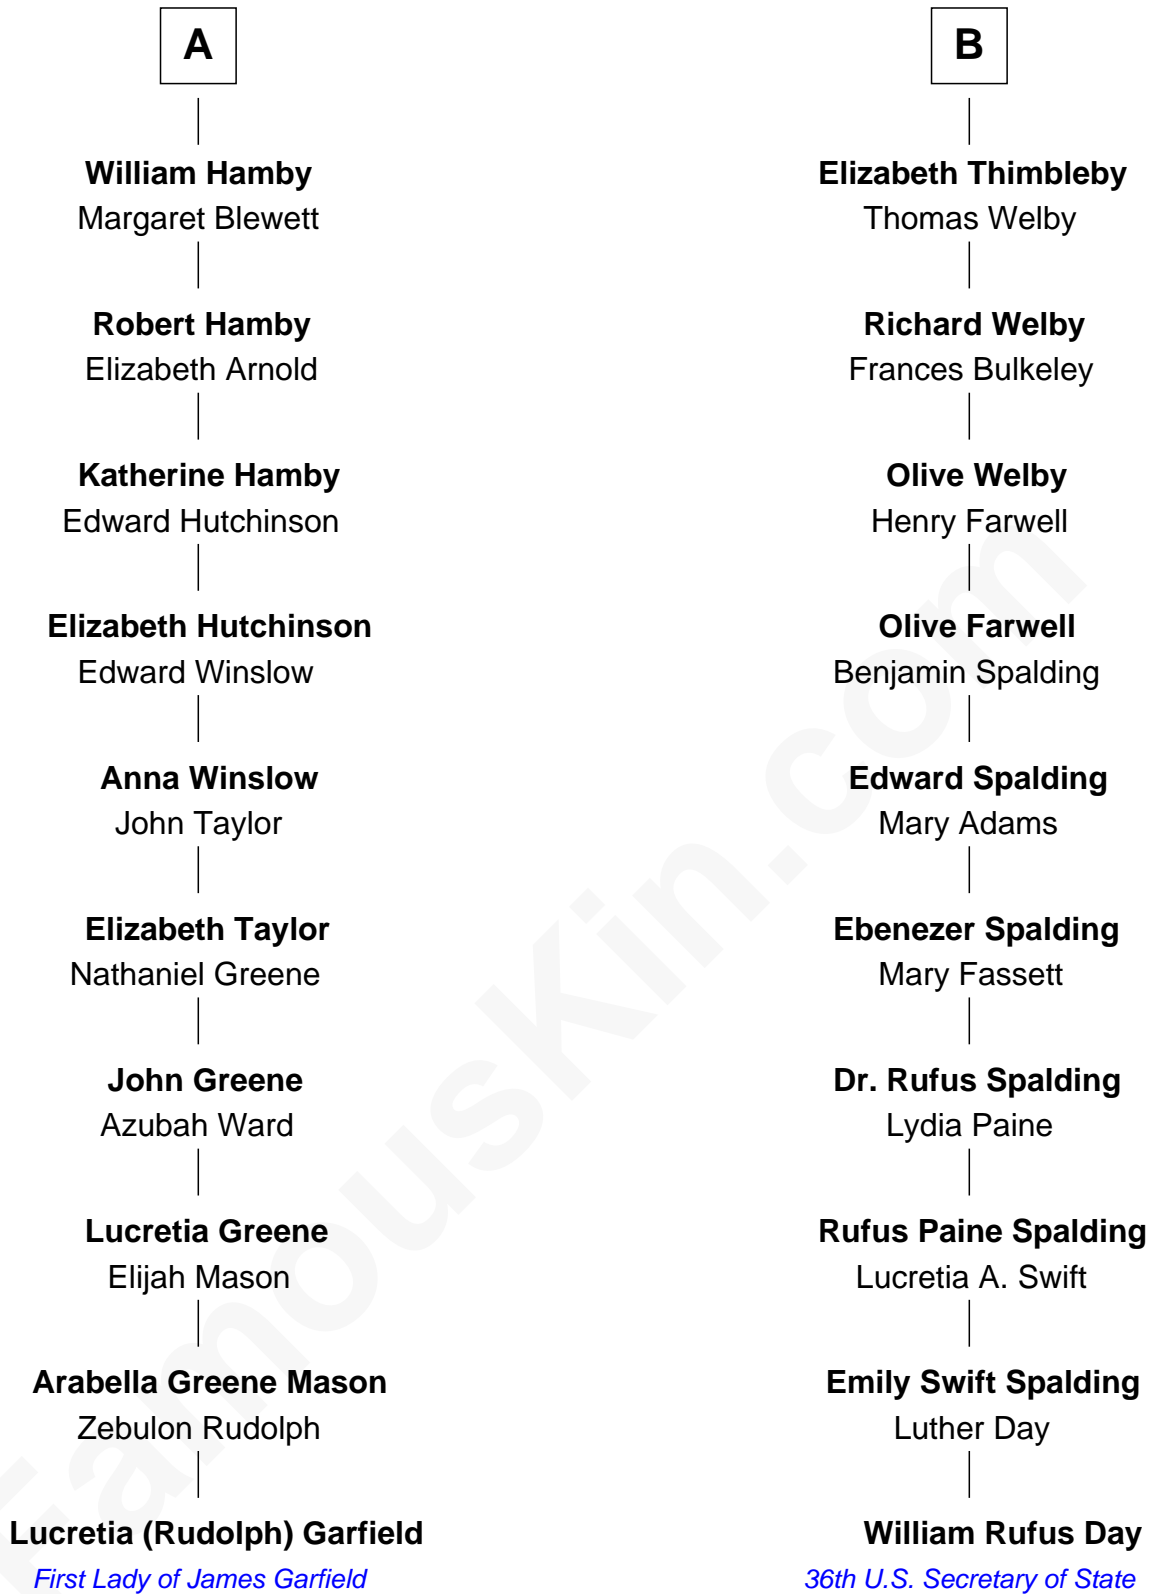 A
William Hamby
Margaret Blewett
Robert Hamby
Elizabeth Arnold
Katherine Hamby
Edward Hutchinson
Elizabeth Hutchinson
Edward Winslow
Anna Winslow
John Taylor
Elizabeth Taylor
Nathaniel Greene
John Greene
Azubah Ward
Lucretia Greene
Elijah Mason
Arabella Greene Mason
Zebulon Rudolph
Lucretia (Rudolph) Garfield
First Lady of James Garfield
B
Elizabeth Thimbleby
Thomas Welby
Richard Welby
Frances Bulkeley
Olive Welby
Henry Farwell
Olive Farwell
Benjamin Spalding
Edward Spalding
Mary Adams
Ebenezer Spalding
Mary Fassett
Dr. Rufus Spalding
Lydia Paine
Rufus Paine Spalding
Lucretia A. Swift
Emily Swift Spalding
Luther Day
William Rufus Day
36th U.S. Secretary of State
FamousKin.com